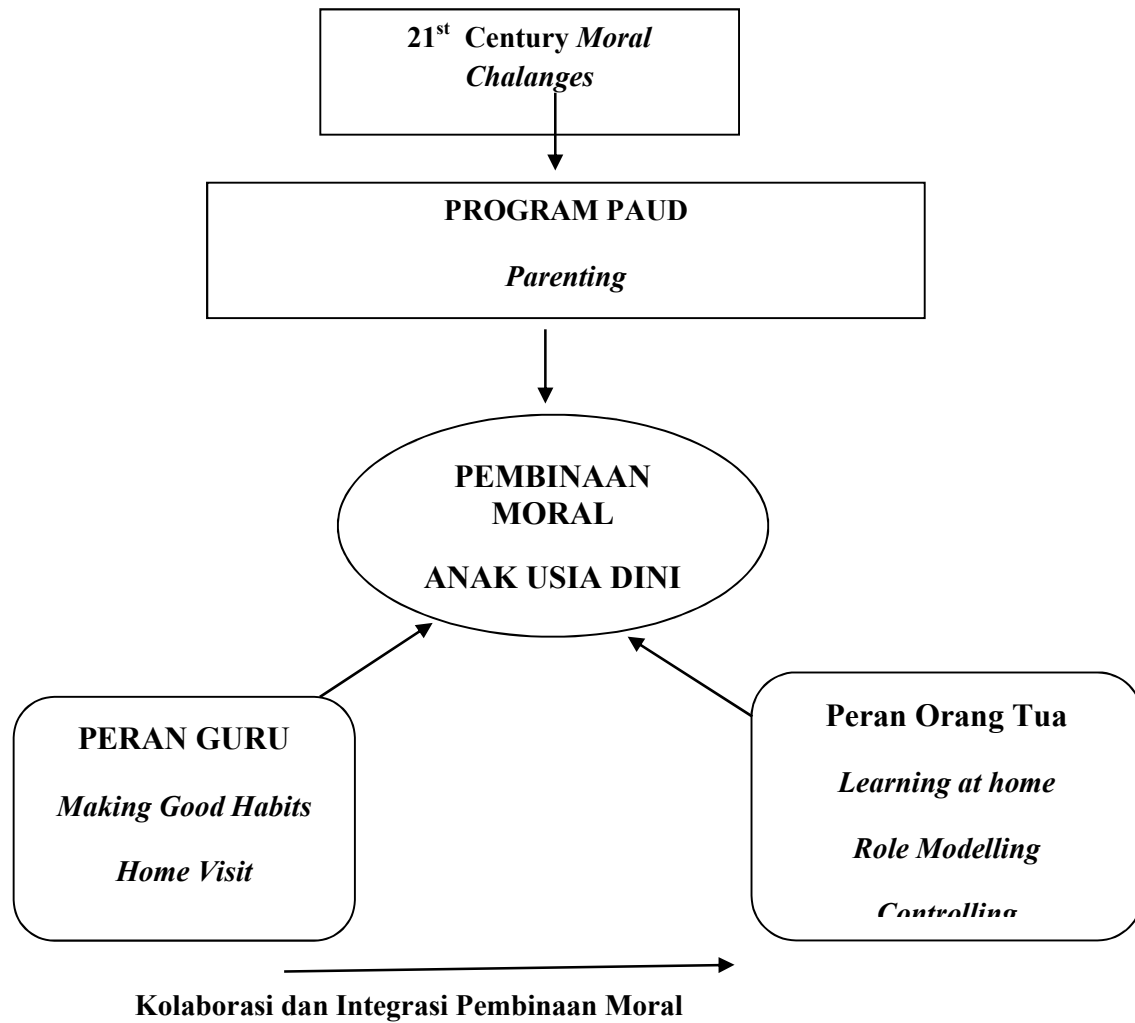 21st Century Moral
Chalanges
PROGRAM PAUD
Parenting
PEMBINAAN
MORAL
ANAK USIA DINI
PERAN GURU
Making Good Habits
Home Visit
Peran Orang Tua
Learning at home
Role Modelling
Controlling
Kolaborasi dan Integrasi Pembinaan Moral